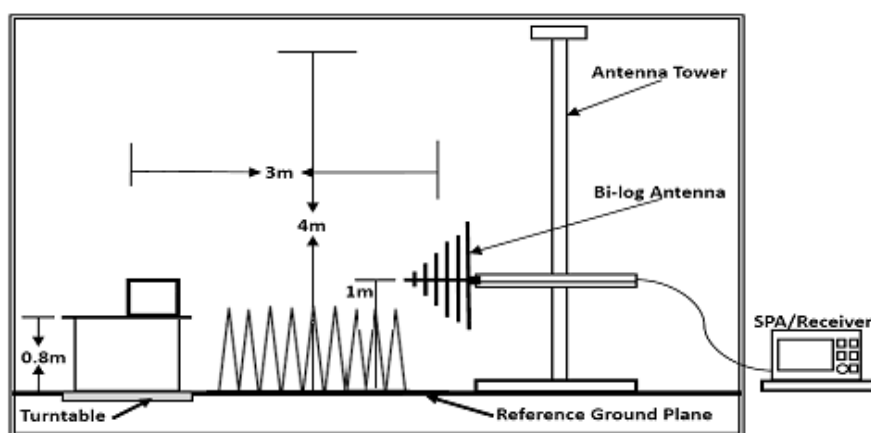 Antenna Tower
3m
Bi-log Antenna
4m
1m
SPA/Receiver
0.8m
Turntable
Reference Ground Plane